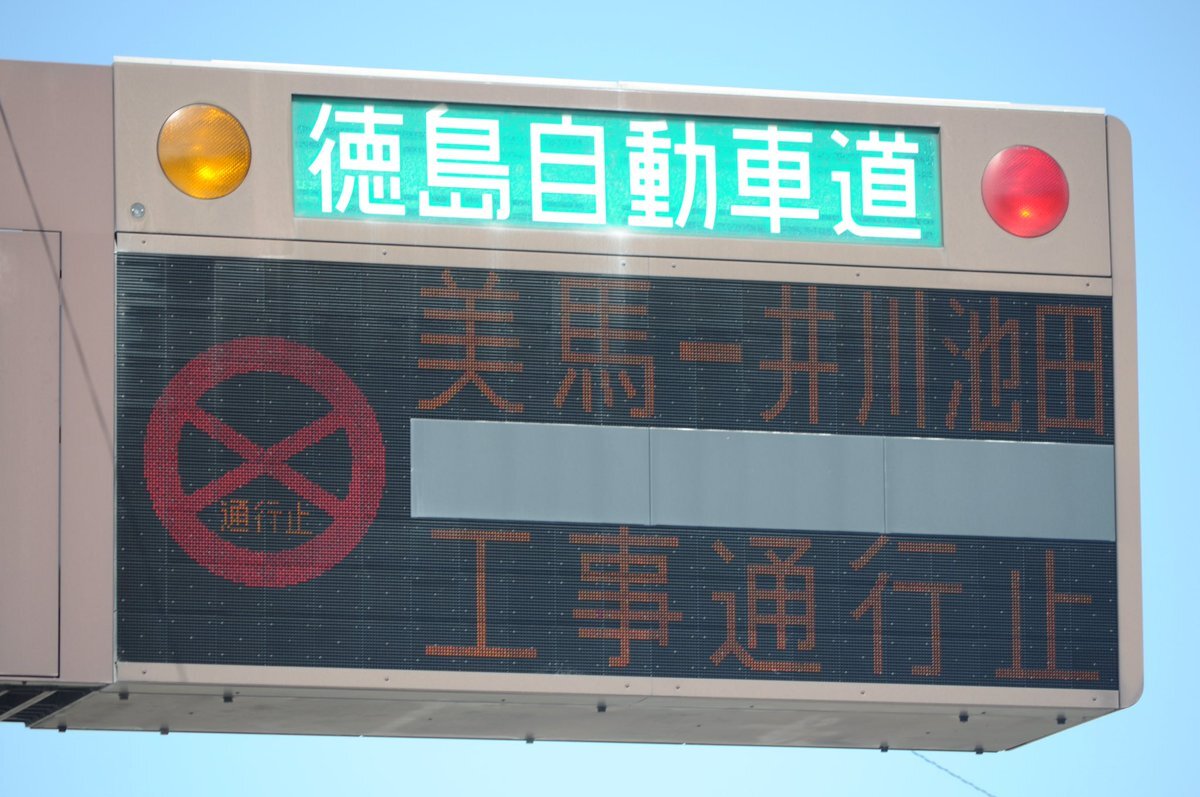 徳島自動車道
美馬ー井川池田
通行止
工事通行止